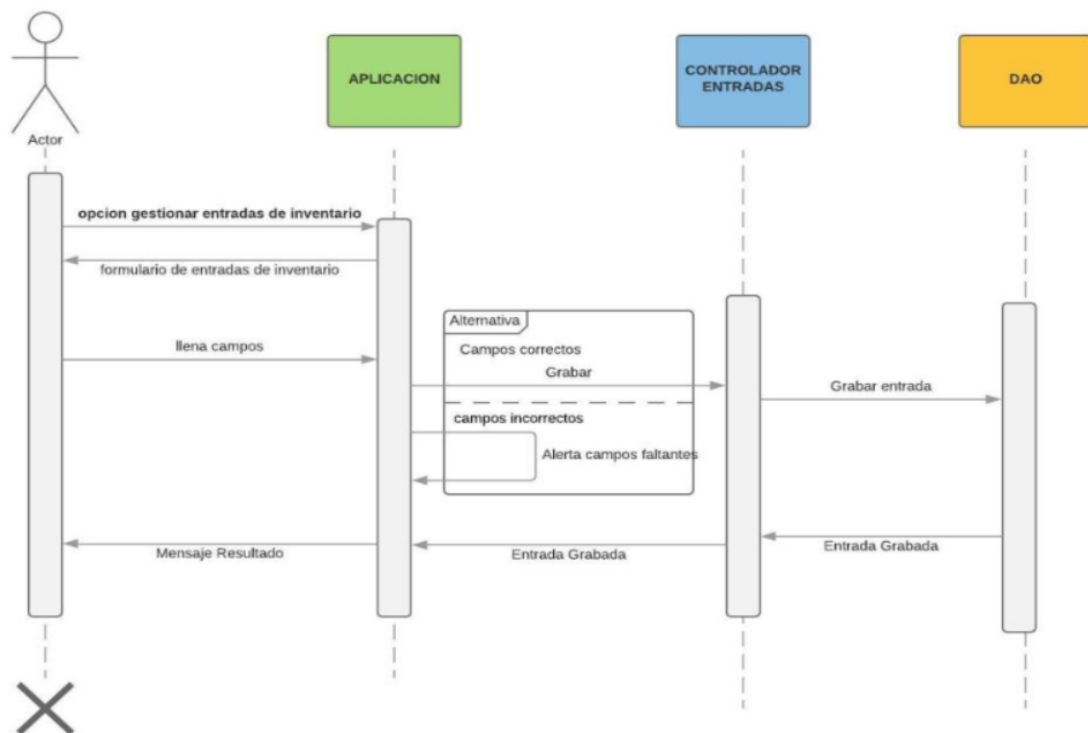 APLICACION
CONTROLADOR
ENTRADAS
DAO
Actor
opcion gestionar entradas de inventario
formulario de entradas de inventario
Alternativa
llena campos
Campos correctos
Grabar
Grabar entrada
campos incorrectos
Alerta campos faltantes
Mensaje Resultado
Entrada Grabada
Entrada Grabada